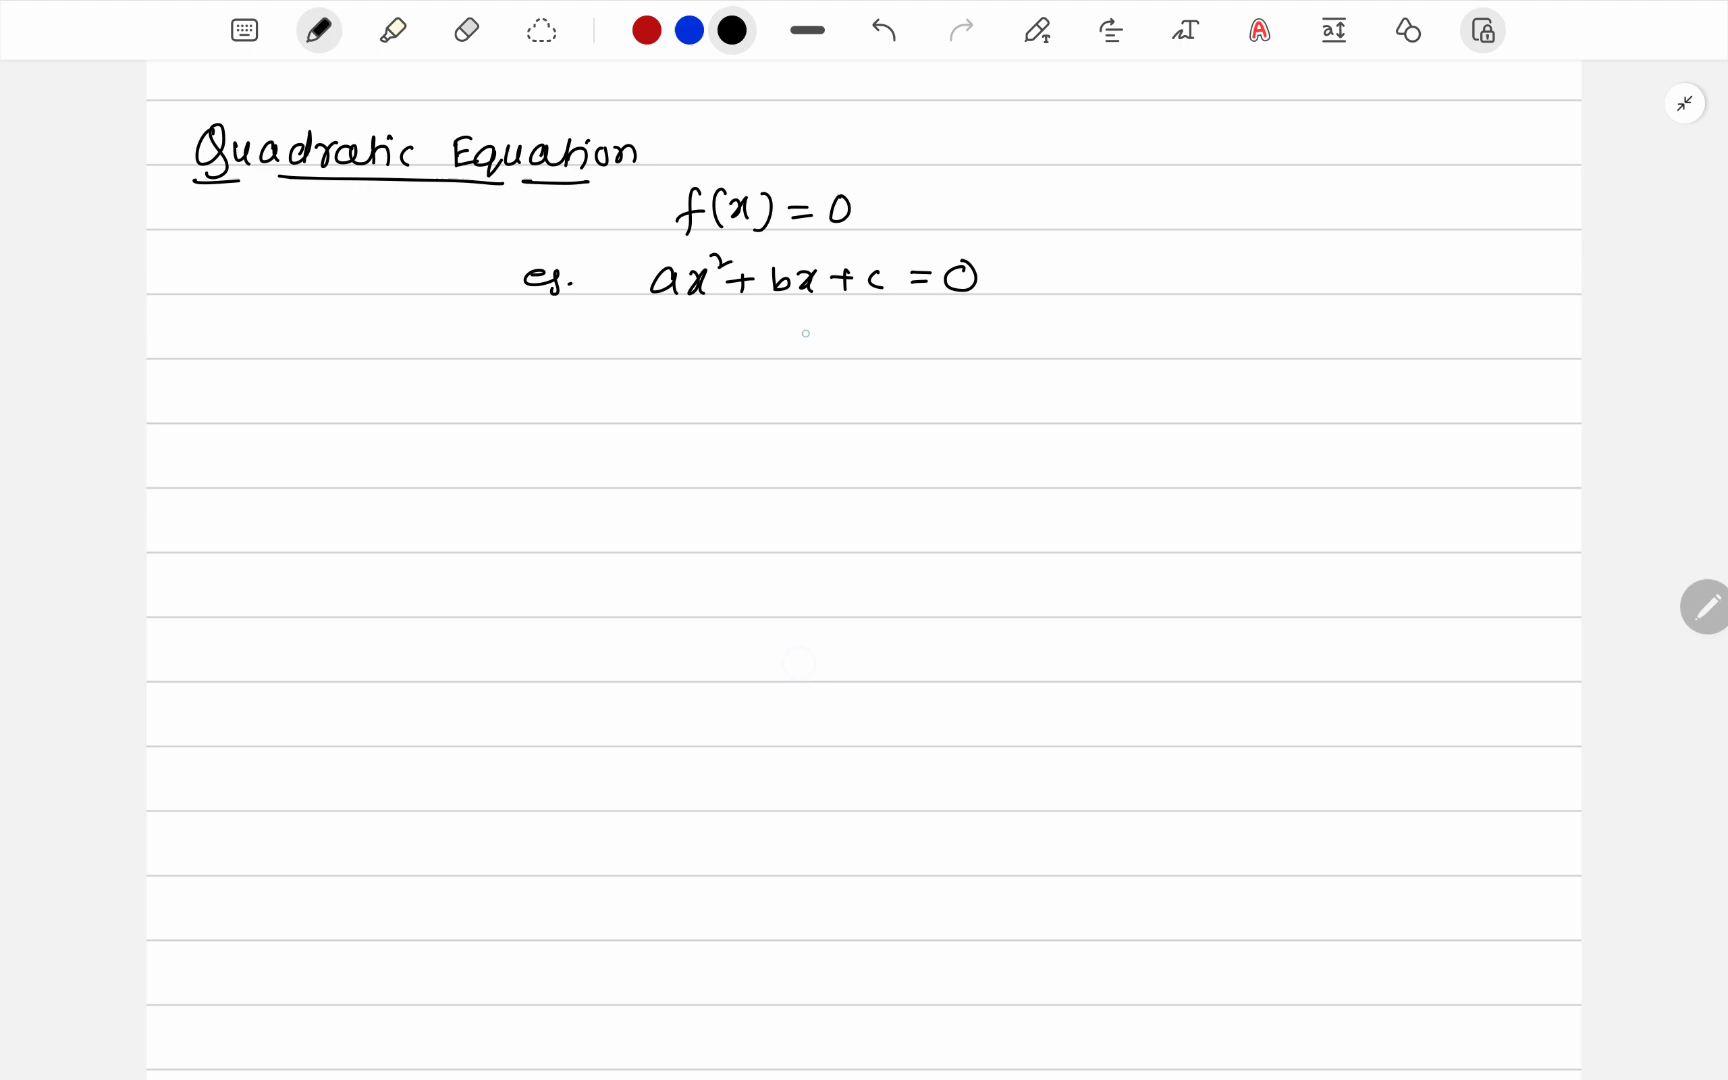 Quadratic Equation
f(x) = 0
eg. ax² + bx + c = 0